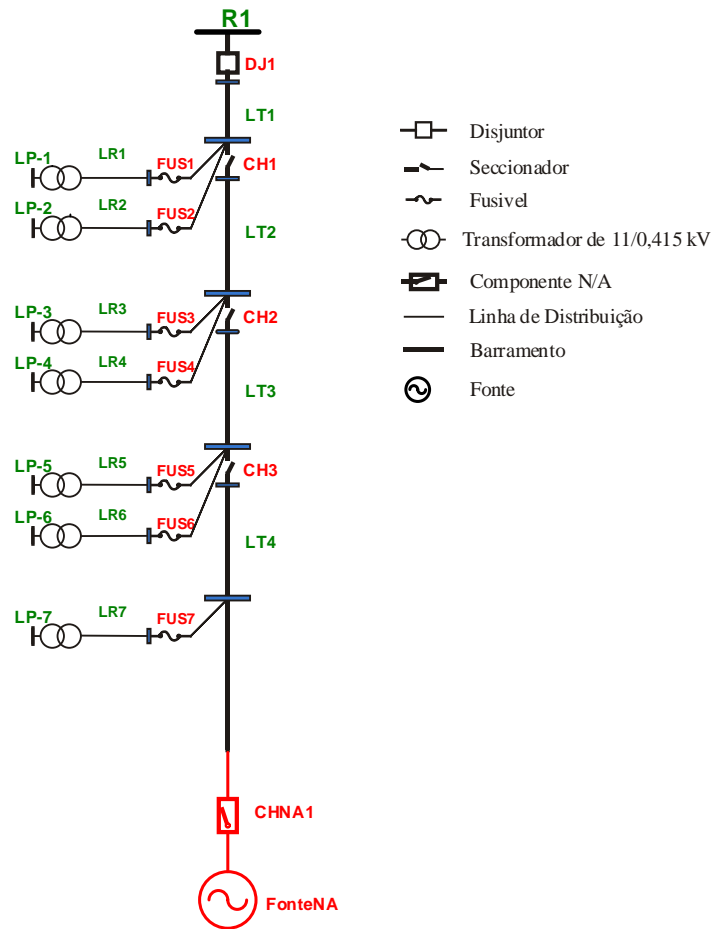 R1
DJ1
LT1
LP-1
LR1
FUS1
CH1
LP-2
LR2
FUS2
LT2
LP-3
LR3
FUS3
CH2
LP-4
LR4
FUS4
LT3
LP-5
LR5
FUS5
CH3
LP-6
LR6
FUS6
LT4
LP-7
LR7
FUS7
CHNA1
FonteNA
Disjuntor
Seccionador
Fusivel
Transformador de 11/0,415 kV
Componente N/A
Linha de Distribuição
Barramento
Fonte